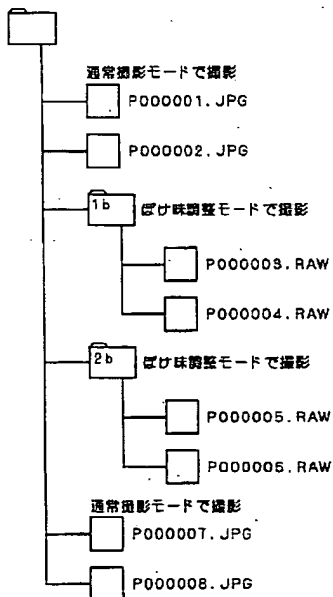 通常撮影モードで撮影
P000001.JPG
P000002.JPG
1b ぼけ味調整モードで撮影
P000003.RAW
P000004.RAW
2b ぼけ味調整モードで撮影
P000005.RAW
P000006.RAW
通常撮影モードで撮影
P000007.JPG
P000008.JPG